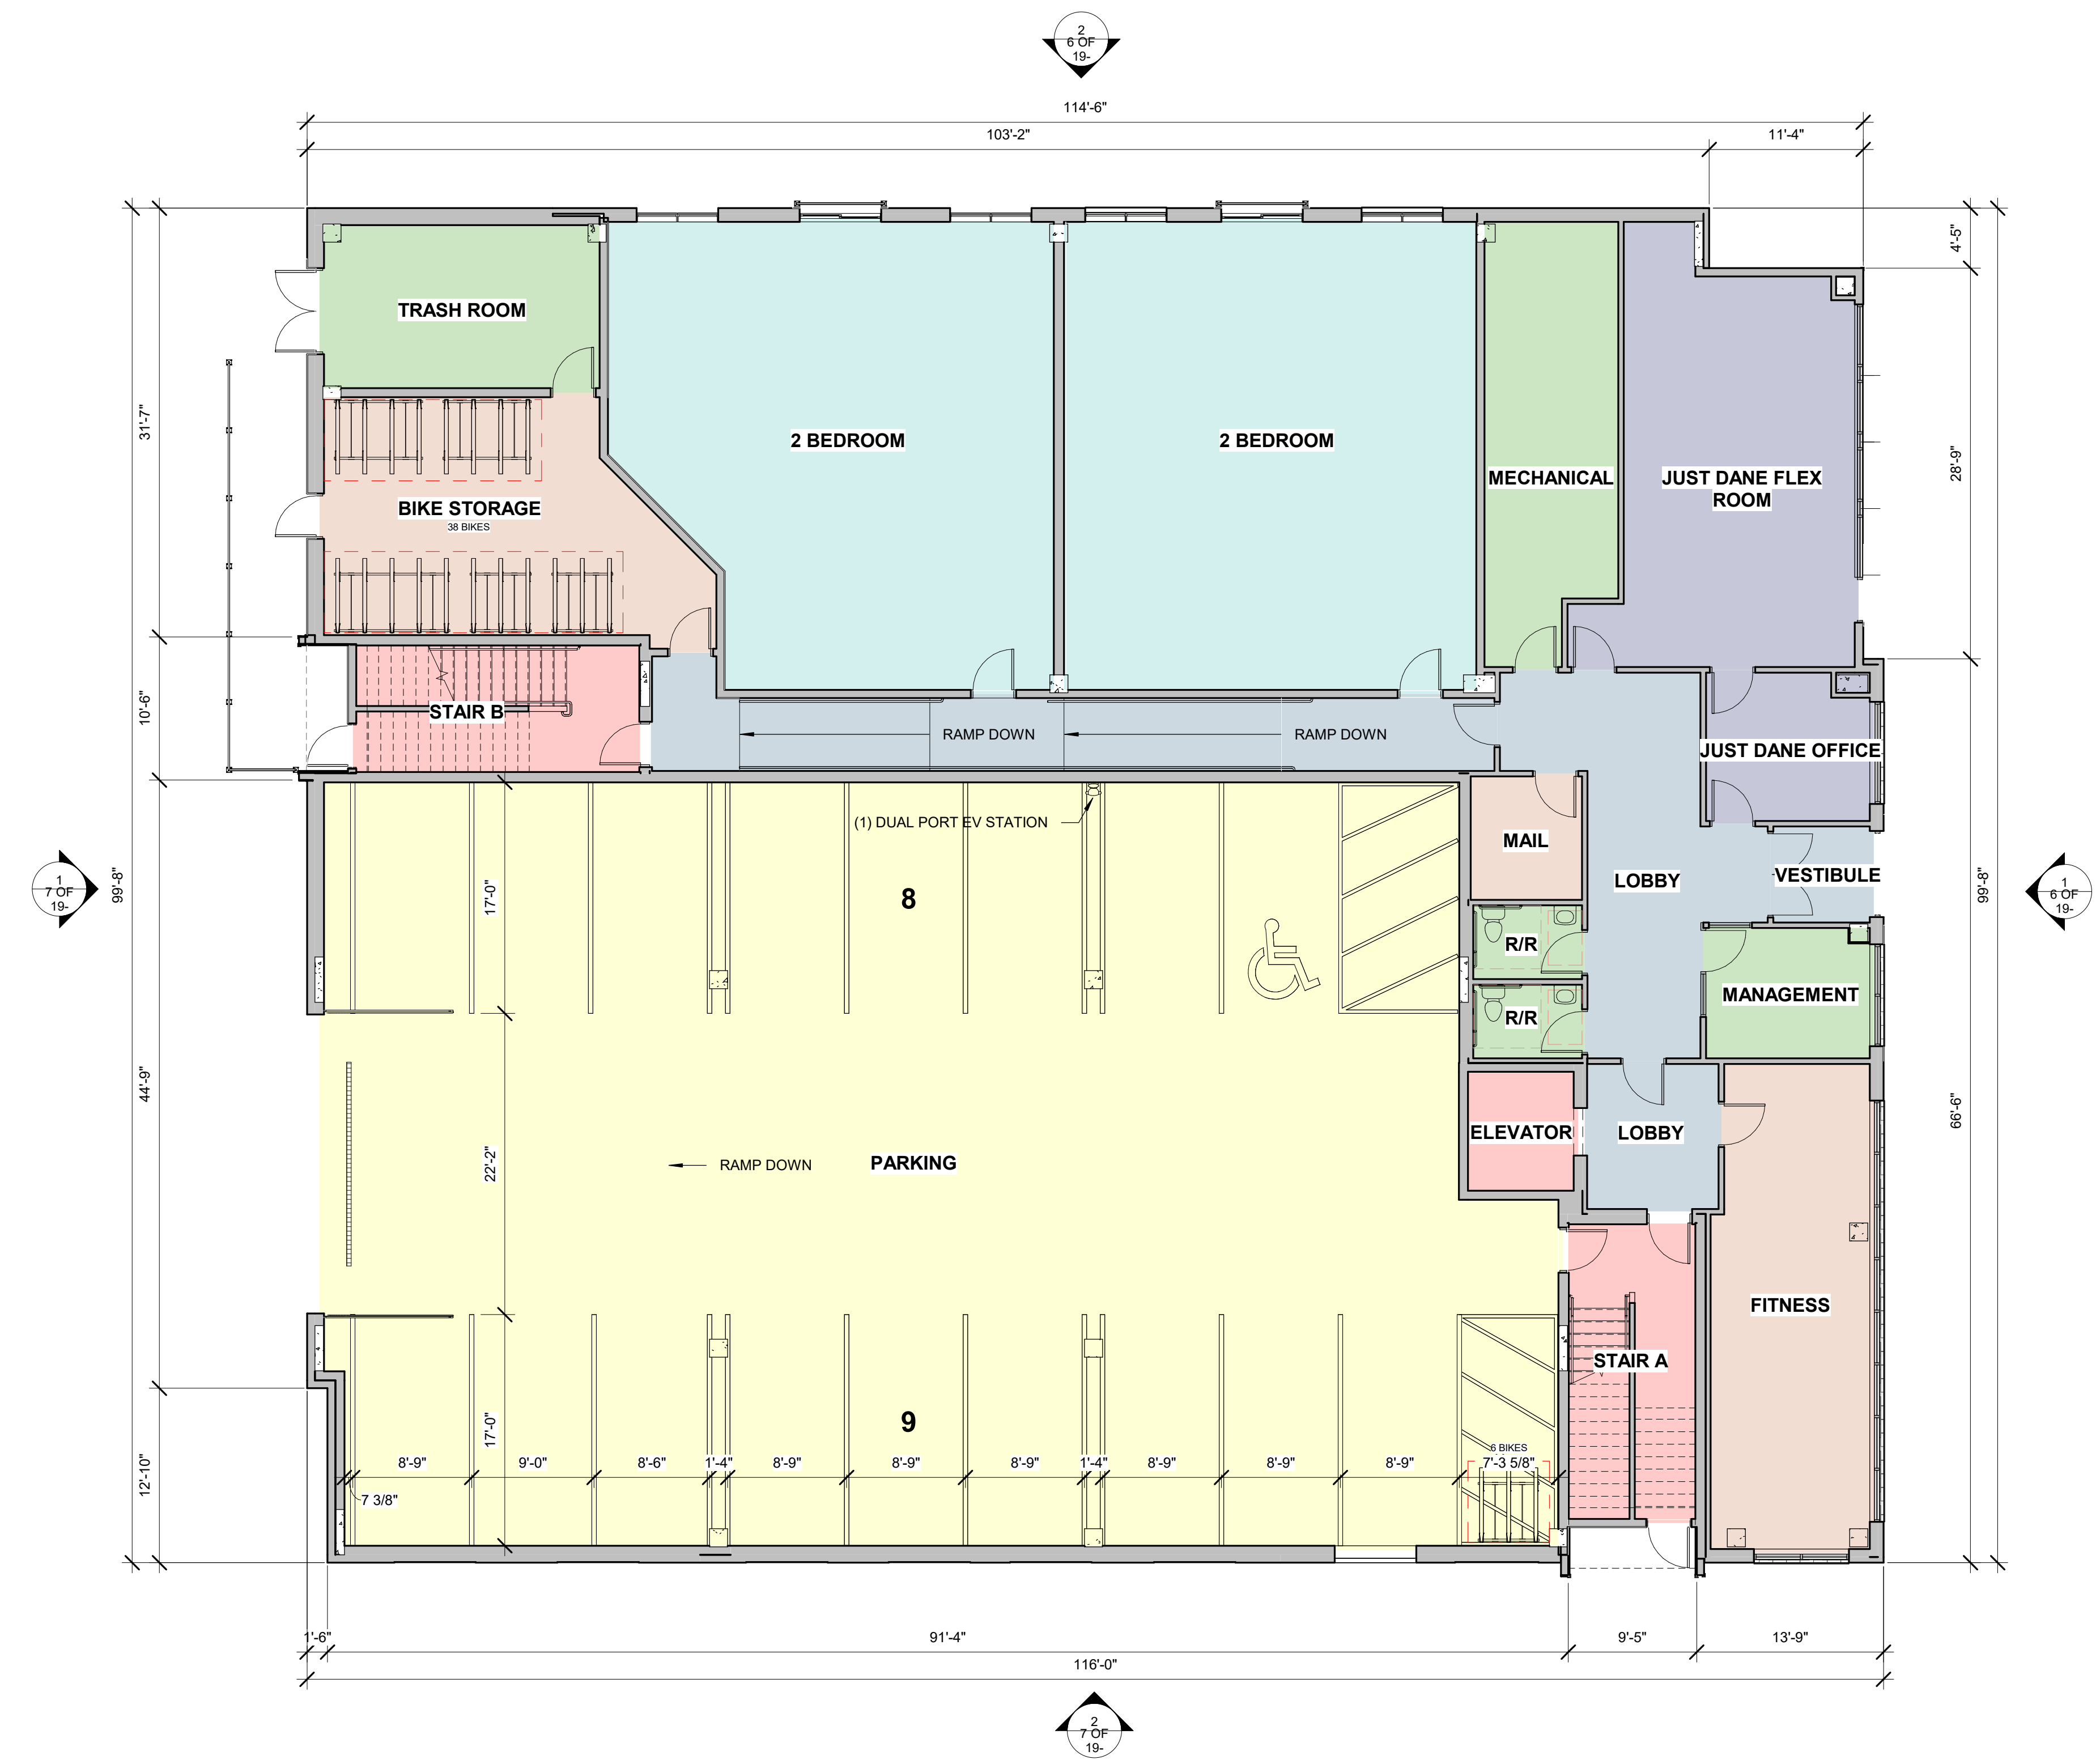 2
6 OF
19-
114'-6"
103'-2"
11'-4"
4'-5"
31'-7"
28'-9"
TRASH ROOM
2 BEDROOM
2 BEDROOM
MECHANICAL
JUST DANE FLEX
ROOM
BIKE STORAGE
38 BIKES
10'-6"
STAIR B
RAMP DOWN
RAMP DOWN
JUST DANE OFFICE
(1) DUAL PORT EV STATION
MAIL
LOBBY
VESTIBULE
1
7 OF
19-
99'-8"
17'-0"
8
99'-8"
1
6 OF
19-
R/R
R/R
MANAGEMENT
44'-9"
22'-2"
RAMP DOWN
PARKING
ELEVATOR
LOBBY
66'-6"
FITNESS
STAIR A
12'-10"
17'-0"
9
6 BIKES
8'-9"
9'-0"
8'-6"
1'-4"
8'-9"
8'-9"
8'-9"
1'-4"
8'-9"
8'-9"
8'-9"
7'-3 5/8"
7 3/8"
1'-6"
91'-4"
9'-5"
13'-9"
116'-0"
2
7 OF
19-